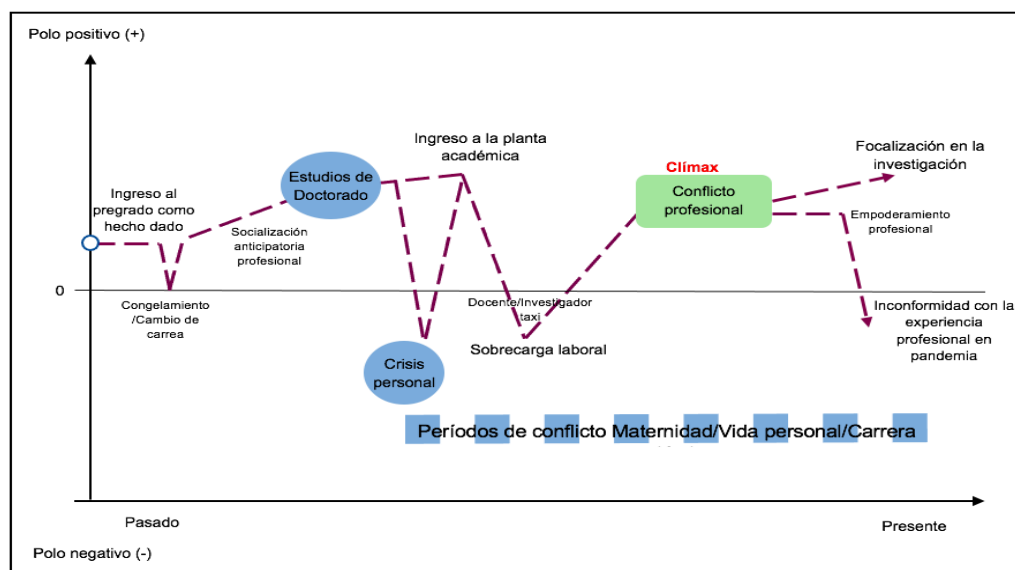 Polo positivo (+)
Ingreso al
pregrado como
hecho dado
Congelamiento
/Cambio de
carrea
Socialización
anticipatoria
profesional
Estudios de
Doctorado
Crisis
personal
Ingreso a la planta
académica
Docente/Investigador
taxi
Sobrecarga laboral
Clímax
Conflicto
profesional
Focalización en la
investigación
Empoderamiento
profesional
Inconformidad con la
experiencia
profesional en
pandemia
0
Períodos de conflicto Maternidad/Vida personal/Carrera
Pasado
Presente
Polo negativo (-)